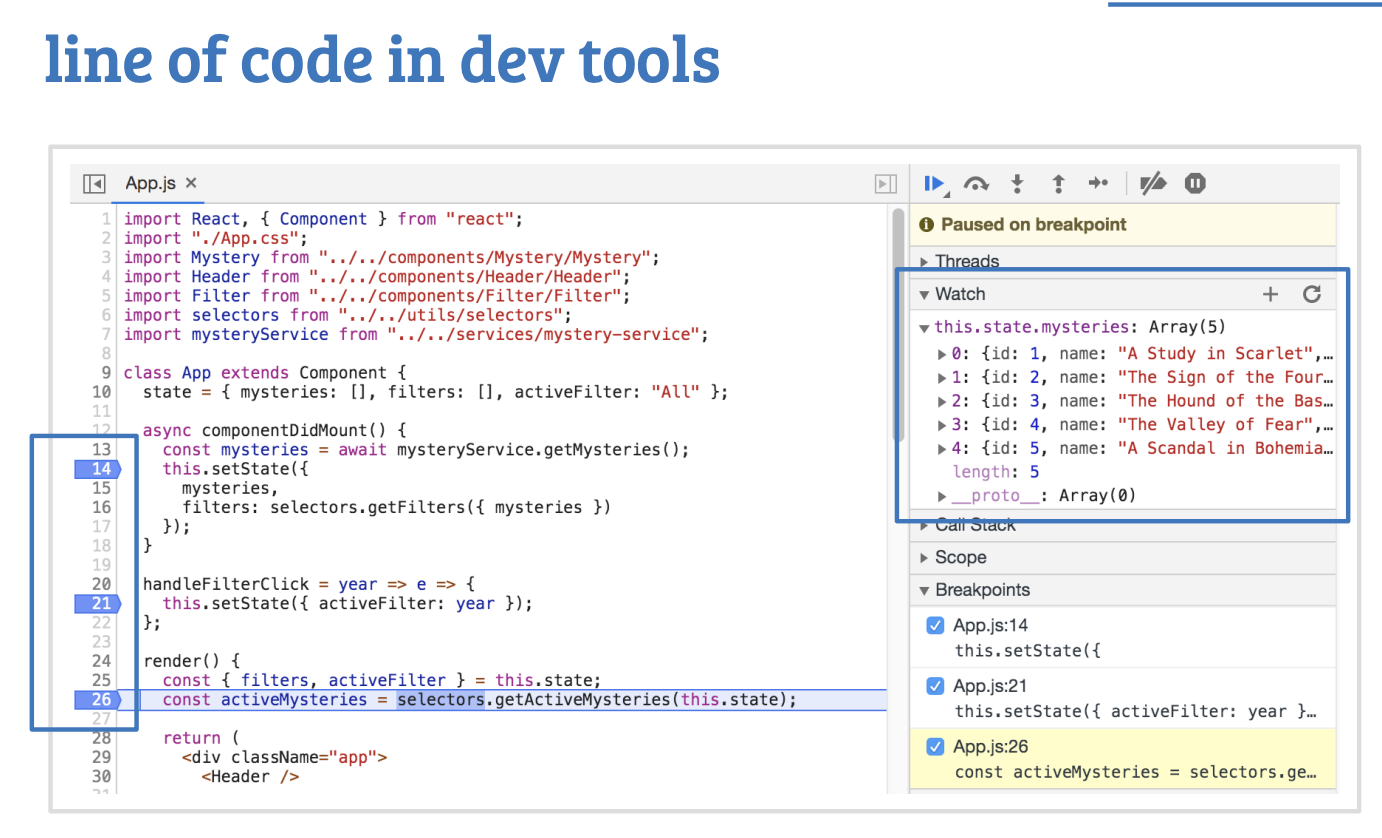 line of code in dev tools
App.js ×
1 import React, { Component } from "react";
2 import "./App.css";
3 import Mystery from "../../components/Mystery/Mystery";
4 import Header from "../../components/Header/Header";
5 import Filter from "../../components/Filter/Filter";
6 import selectors from "../../utils/selectors";
7 import mysteryService from "../../services/mystery-service";
8
9 class App extends Component {
10 state = { mysteries: [], filters: [], activeFilter: "All" };
11
12 async componentDidMount() {
13 const mysteries = await mysteryService.getMysteries();
14 this.setState({
15 mysteries,
16 filters: selectors.getFilters({ mysteries })
17 });
18 }
19
20 handleFilterClick = year => e => {
21 this.setState({ activeFilter: year });
22 };
23
24 render() {
25 const { filters, activeFilter } = this.state;
26 const activeMysteries = selectors.getActiveMysteries(this.state);
27
28 return (
29 <div className="app">
30 <Header />
31
Paused on breakpoint
Threads
Watch
this.state.mysteries: Array(5)
0: {id: 1, name: "A Study in Scarlet",…
1: {id: 2, name: "The Sign of the Four…
2: {id: 3, name: "The Hound of the Bas…
3: {id: 4, name: "The Valley of Fear",…
4: {id: 5, name: "A Scandal in Bohemia…
length: 5
__proto__: Array(0)
Call Stack
Scope
Breakpoints
App.js:14
this.setState({
App.js:21
this.setState({ activeFilter: year }…
App.js:26
const activeMysteries = selectors.ge…